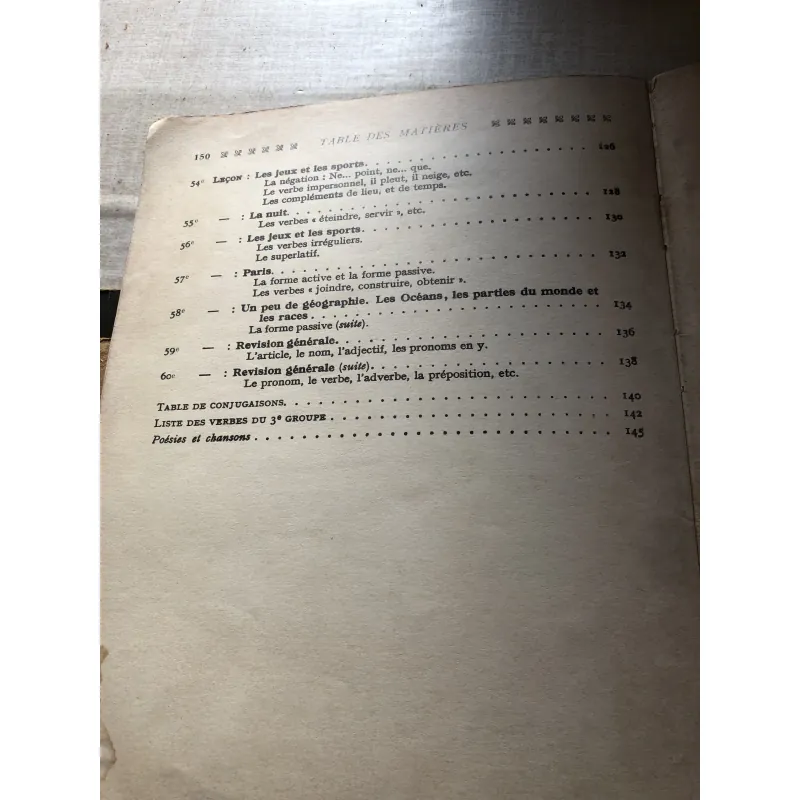 150 TABLE DES MATIÈRES
54e LEÇON : Les jeux et les sports. 126
La négation : Ne... point, ne... que.
Le verbe impersonnel, il pleut, il neige, etc.
Les compléments de lieu, et de temps.
55e — : La nuit. 128
Les verbes « éteindre, servir », etc.
56e — : Les jeux et les sports. 130
Les verbes irréguliers.
Le superlatif.
57e — : Paris. 132
La forme active et la forme passive.
Les verbes « joindre, construire, obtenir ».
58e — : Un peu de géographie. Les Océans, les parties du monde et
les races 134
La forme passive (suite).
59e — : Revision générale. 136
L'article, le nom, l'adjectif, les pronoms en y.
60e — : Revision générale (suite). 138
Le pronom, le verbe, l'adverbe, la préposition, etc.
TABLE DE CONJUGAISONS. 140
LISTE DES VERBES DU 3e GROUPE 142
Poésies et chansons 145